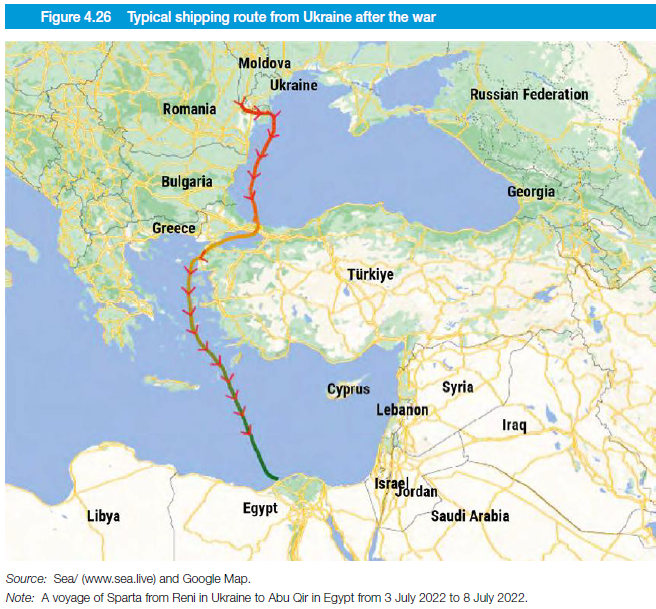 Figure 4.26 Typical shipping route from Ukraine after the war
Moldova
Ukraine
Romania
Russian Federation
Bulgaria
Georgia
Greece
Türkiye
Cyprus
Syria
Lebanon
Iraq
Israel
Jordan
Egypt
Libya
Saudi Arabia
Source: Sea/ (www.sea.live) and Google Map.
Note: A voyage of Sparta from Reni in Ukraine to Abu Qir in Egypt from 3 July 2022 to 8 July 2022.